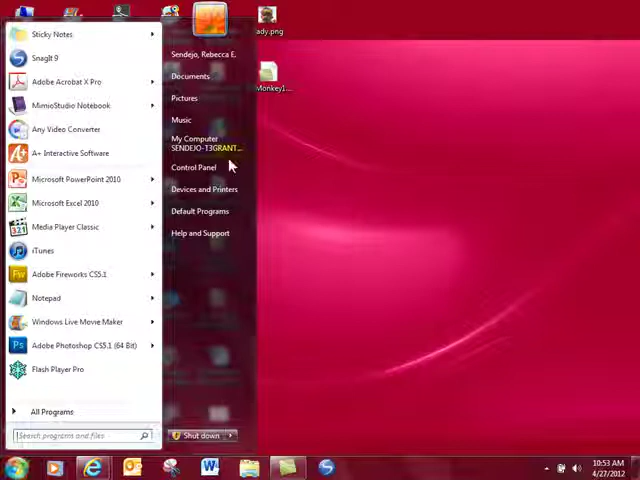 Sticky Notes
SnagIt 9
Adobe Acrobat X Pro
MimioStudio Notebook
Any Video Converter
A+ Interactive Software
Microsoft PowerPoint 2010
Microsoft Excel 2010
Media Player Classic
iTunes
Adobe Fireworks CS5.1
Notepad
Windows Live Movie Maker
Adobe Photoshop CS5.1 (64 Bit)
Flash Player Pro
All Programs
Search programs and files
Sendejo, Rebecca E.
Documents
Pictures
Music
My Computer
SENDEJO-T3GRANT...
Control Panel
Devices and Printers
Default Programs
Help and Support
Shut down
ady.png
Monkey1...
10:53 AM
4/27/2012